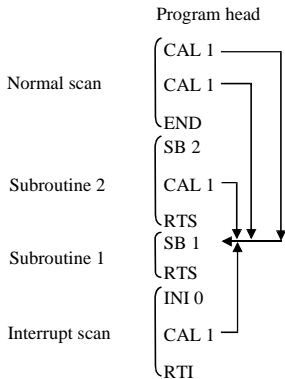 Program head
CAL 1
Normal scan
CAL 1
END
SB 2
Subroutine 2
CAL 1
RTS
SB 1
Subroutine 1
RTS
INI 0
Interrupt scan
CAL 1
RTI